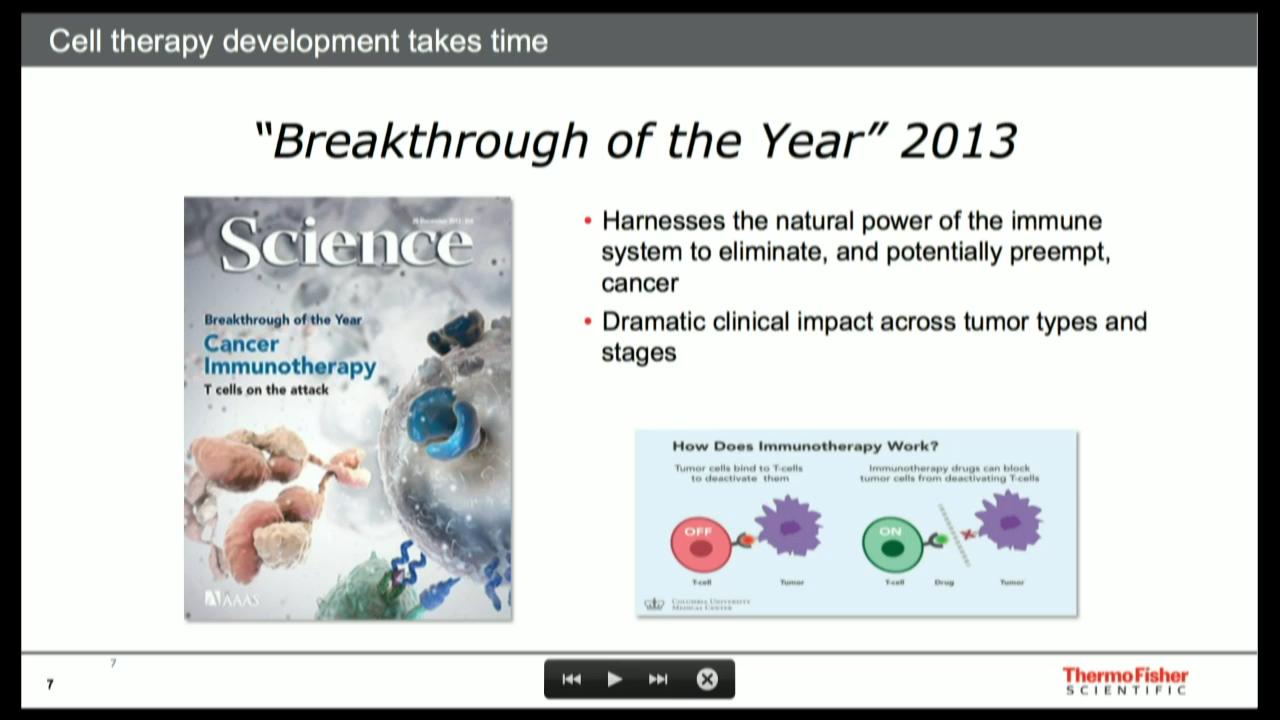 Cell therapy development takes time
“Breakthrough of the Year” 2013
Science
Breakthrough of the Year
Cancer
Immunotherapy
T cells on the attack
AAAS
• Harnesses the natural power of the immune
system to eliminate, and potentially preempt,
cancer
• Dramatic clinical impact across tumor types and
stages
How Does Immunotherapy Work?
Tumor cells bind to T-cells
to deactivate them
Immunotherapy drugs can block
tumor cells from deactivating T-cells
OFF
ON
T-cell
Tumor
T-cell
Drug
Tumor
Columbia University
Medical Center
7
7
ThermoFisher
SCIENTIFIC